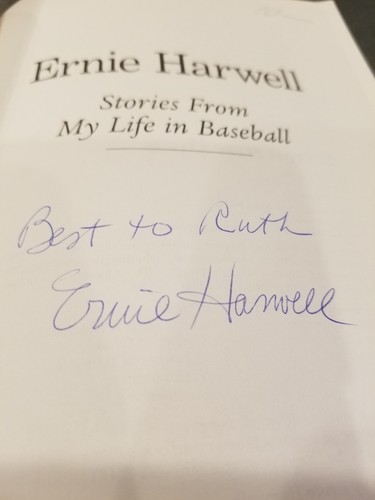 Ernie Harwell
Stories From
My Life in Baseball
Best to Ruth
Ernie Harwell